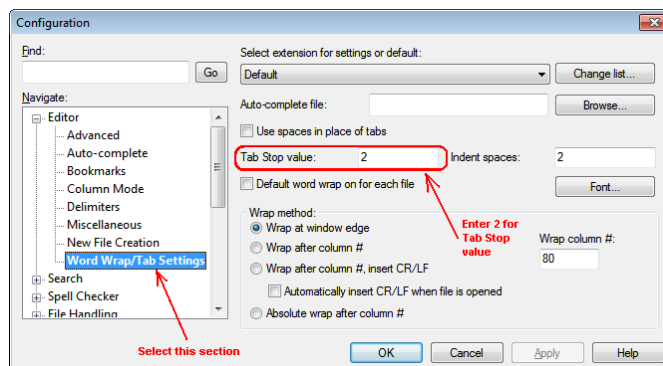 Configuration
Find:
Go
Navigate:
Editor
Advanced
Auto-complete
Bookmarks
Column Mode
Delimiters
Miscellaneous
New File Creation
Word Wrap/Tab Settings
Search
Spell Checker
File Handling
Select this section
Select extension for settings or default:
Default
Change list...
Auto-complete file:
Browse...
Use spaces in place of tabs
Tab Stop value: 2 Indent spaces: 2
Default word wrap on for each file
Font...
Wrap method:
Wrap at window edge
Wrap after column #
Wrap after column #, insert CR/LF
Automatically insert CR/LF when file is opened
Absolute wrap after column #
Enter 2 for
Tab Stop
value
Wrap column #:
80
OK Cancel Apply Help